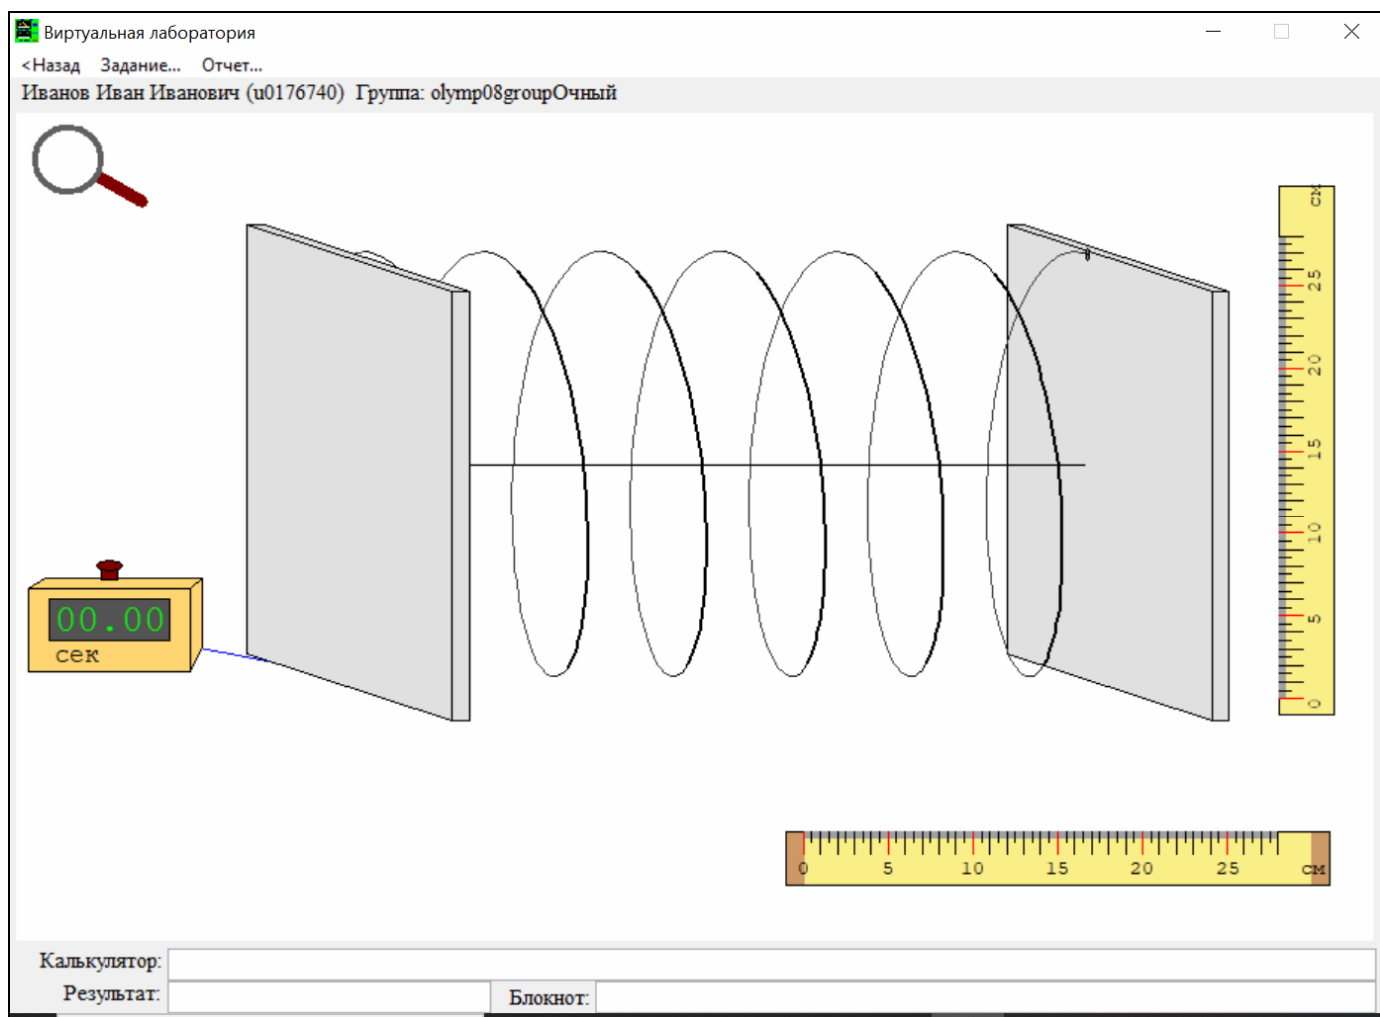 Виртуальная лаборатория
<Назад Задание... Отчет...
Иванов Иван Иванович (u0176740) Группа: olymp08groupОчный
см
25
20
15
10
5
0
00.00
сек
0 5 10 15 20 25 см
Калькулятор:
Результат: Блокнот: